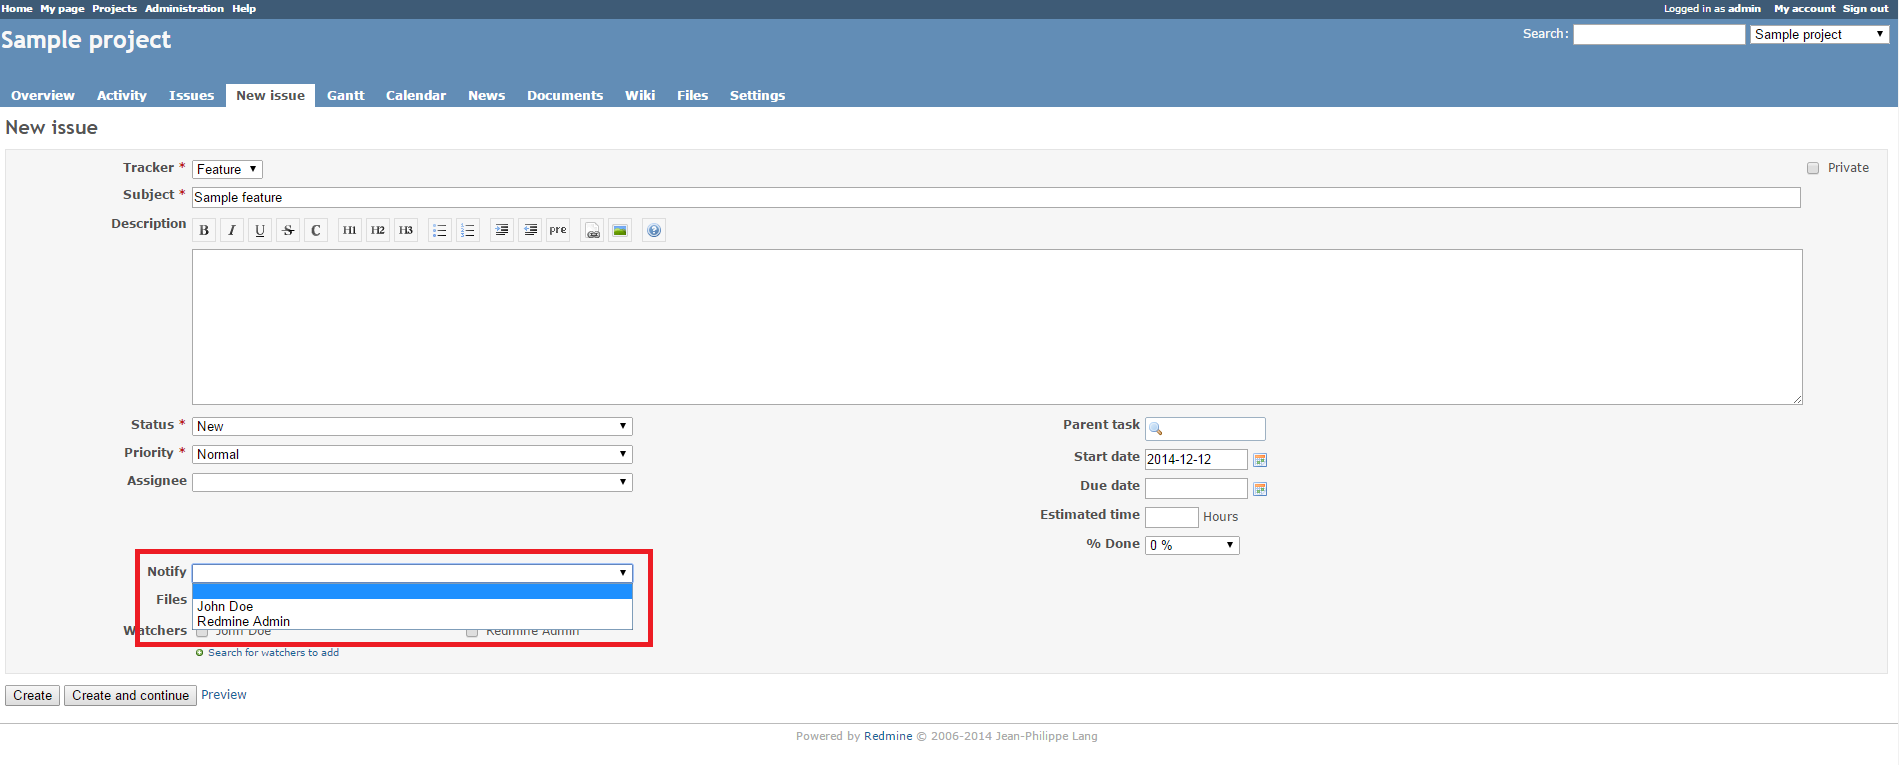 Home My page Projects Administration Help
Logged in as admin My account Sign out
Sample project
Search:
Sample project
Overview Activity Issues New issue Gantt Calendar News Documents Wiki Files Settings
New issue
Tracker * Feature
Private
Subject * Sample feature
Description B I U S C H1 H2 H3 pre
Status * New
Parent task
Priority * Normal
Start date 2014-12-12
Assignee
Due date
Estimated time Hours
% Done 0 %
Notify
Files
John Doe
Redmine Admin
Watchers John Doe Redmine Admin
Search for watchers to add
Create Create and continue Preview
Powered by Redmine © 2006-2014 Jean-Philippe Lang